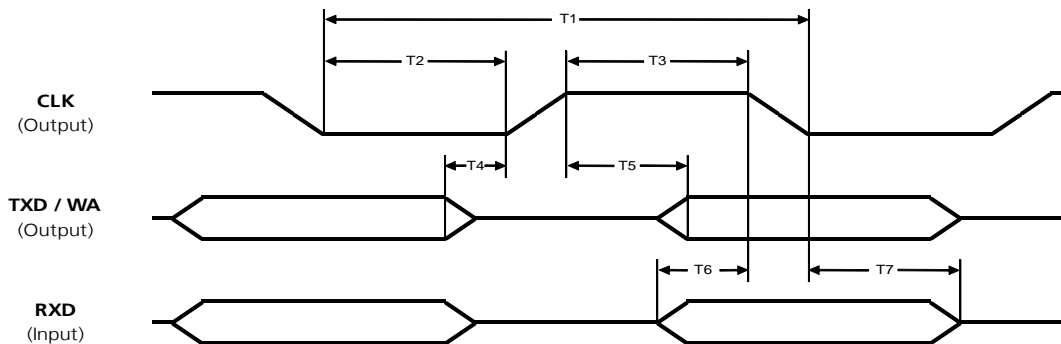 T1
T2
T3
CLK
(Output)
T4
T5
TXD / WA
(Output)
T6
T7
RXD
(Input)